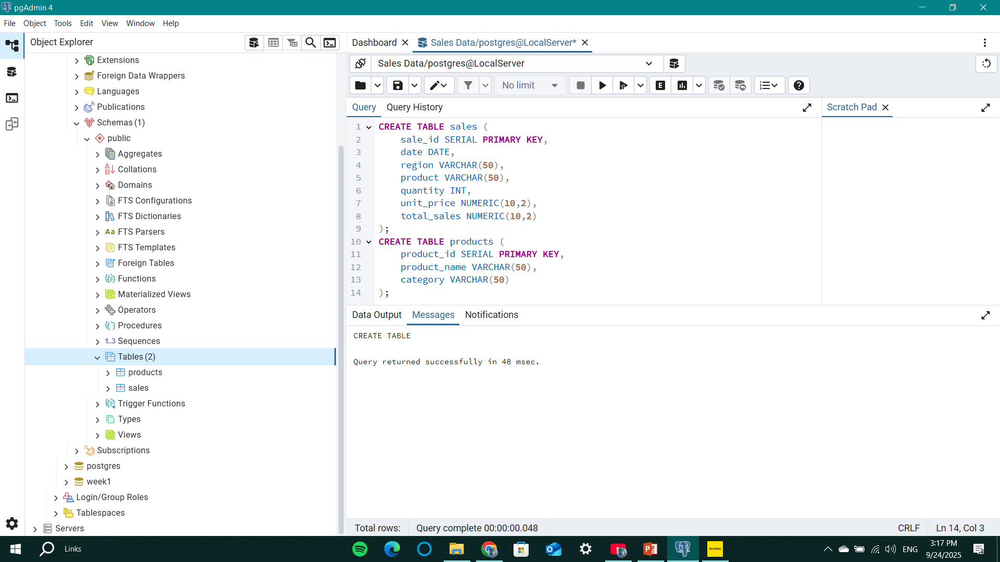 pgAdmin 4
File Object Tools Edit View Window Help
Object Explorer
Extensions
Foreign Data Wrappers
Languages
Publications
Schemas (1)
public
Aggregates
Collations
Domains
FTS Configurations
FTS Dictionaries
Aa FTS Parsers
FTS Templates
Foreign Tables
Functions
Materialized Views
Operators
Procedures
1..3 Sequences
Tables (2)
products
sales
Trigger Functions
Types
Views
Subscriptions
postgres
week1
Login/Group Roles
Tablespaces
Servers
Dashboard Sales Data/postgres@LocalServer*
Sales Data/postgres@LocalServer
No limit E
Query Query History
Scratch Pad
1 CREATE TABLE sales (
2 sale_id SERIAL PRIMARY KEY,
3 date DATE,
4 region VARCHAR(50),
5 product VARCHAR(50),
6 quantity INT,
7 unit_price NUMERIC(10,2),
8 total_sales NUMERIC(10,2)
9 );
10 CREATE TABLE products (
11 product_id SERIAL PRIMARY KEY,
12 product_name VARCHAR(50),
13 category VARCHAR(50)
14 );
Data Output Messages Notifications
CREATE TABLE
Query returned successfully in 48 msec.
Total rows: Query complete 00:00:00.048 CRLF Ln 14, Col 3
Links
exness
ENG
3:17 PM
9/24/2025